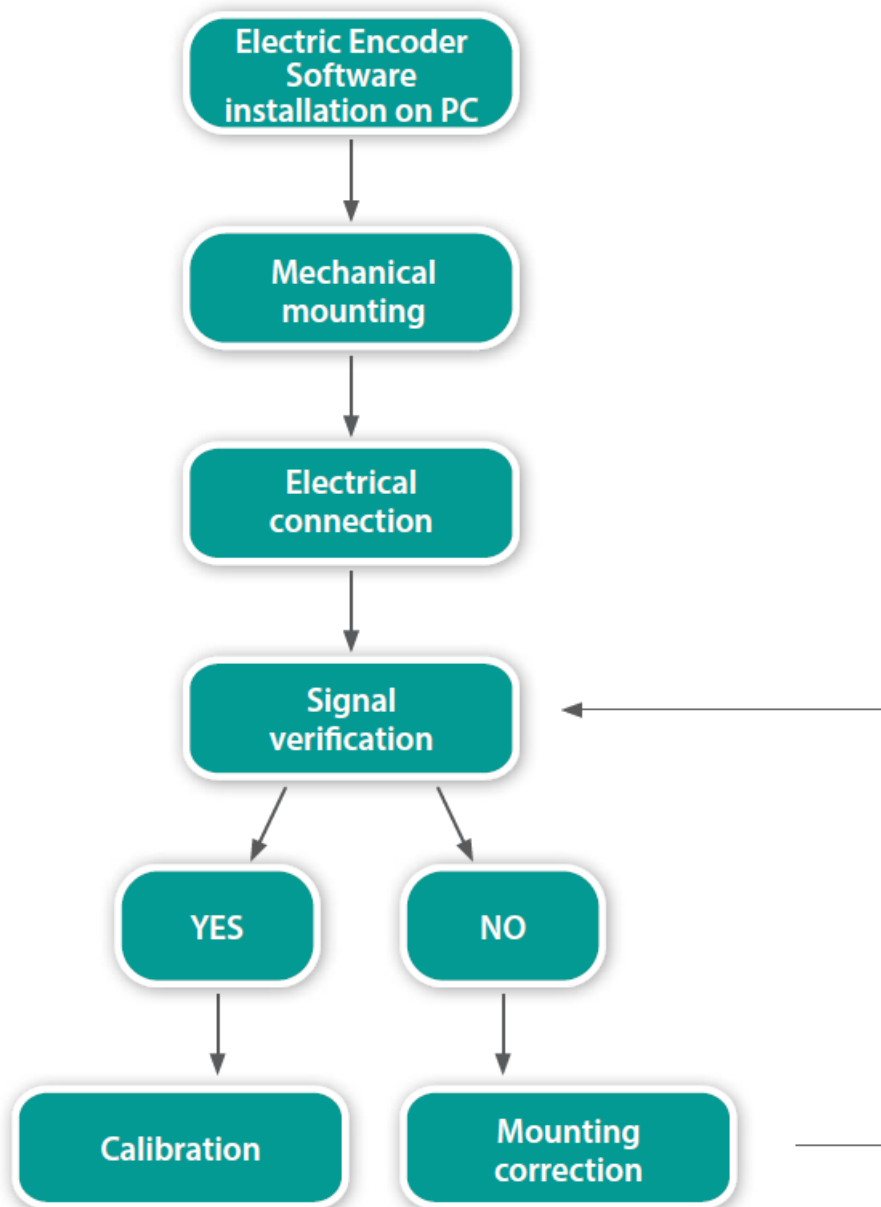 Electric Encoder
Software
installation on PC
Mechanical
mounting
Electrical
connection
Signal
verification
YES
NO
Calibration
Mounting
correction